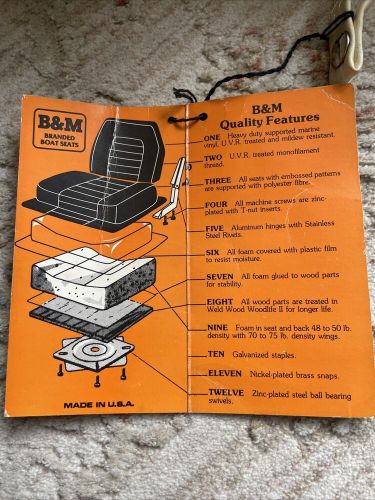 B&M
BRANDED
BOAT SEATS
B&M
Quality Features
ONE Heavy duty supported marine
vinyl, U.V.R. treated and mildew resistant.
TWO U.V.R. treated monofilament
thread.
THREE All seats with embossed patterns
are supported with polyester fibre.
FOUR All machine screws are zinc-
plated with T-nut inserts.
FIVE Aluminum hinges with Stainless
Steel Rivets.
SIX All foam covered with plastic film
to resist moisture.
SEVEN All foam glued to wood parts
for stability.
EIGHT All wood parts are treated in
Weld Wood Woodlife II for longer life.
NINE Foam in seat and back 48 to 50 lb.
density with 70 to 75 lb. density wings.
TEN Galvanized staples.
ELEVEN Nickel-plated brass snaps.
TWELVE Zinc-plated steel ball bearing
swivels.
MADE IN U.S.A.